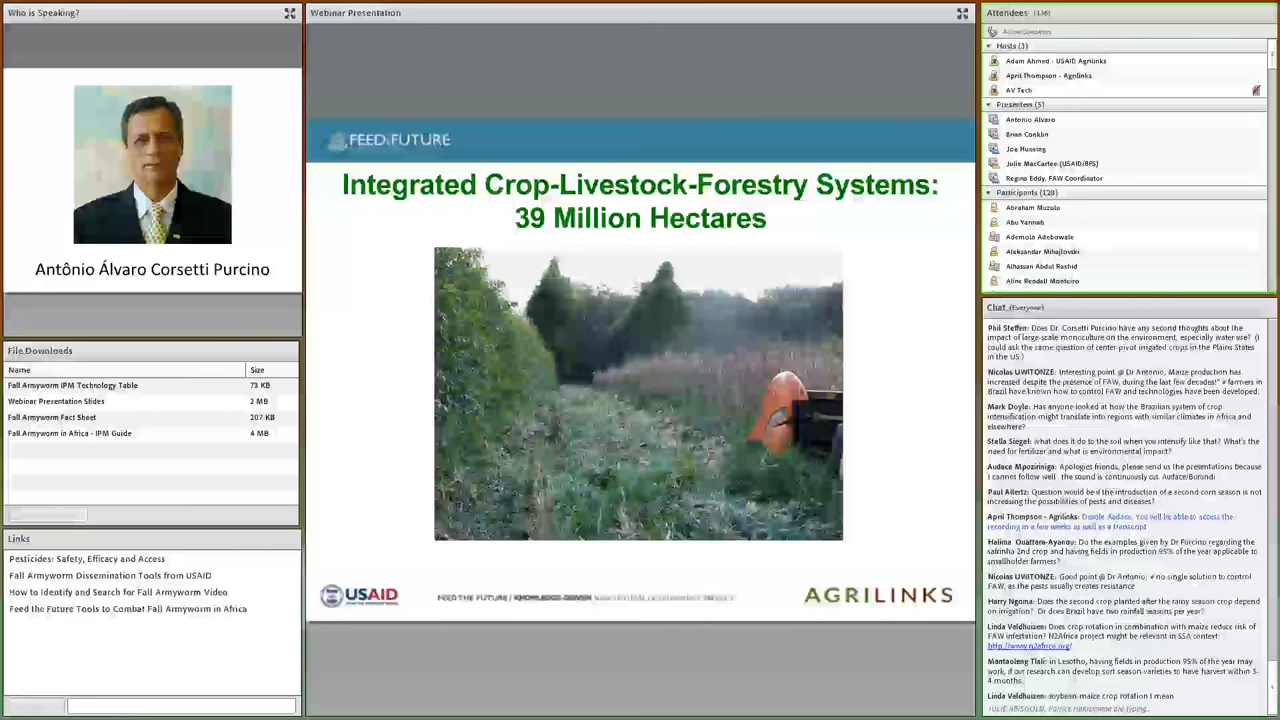 Who is Speaking?
Antônio Álvaro Corsetti Purcino
File Downloads
Name Size
Fall Armyworm IPM Technology Table 73 KB
Webinar Presentation Slides 2 MB
Fall Armyworm Fact Sheet 207 KB
Fall Armyworm in Africa - IPM Guide 4 MB
Links
Pesticides: Safety, Efficacy and Access
Fall Armyworm Dissemination Tools from USAID
How to Identify and Search for Fall Armyworm Video
Feed the Future Tools to Combat Fall Armyworm in Africa
Webinar Presentation
FEED THE FUTURE
Integrated Crop-Livestock-Forestry Systems:
39 Million Hectares
USAID
FEED THE FUTURE
AGRILINKS
Attendees
Active Speakers
Hosts (3)
Adam Ahmed - USAID Agrilinks
April Thompson - Agrilinks
AV Tech
Presenters (5)
Antonio Alvaro
Brian Conklin
Joe Huesing
Julie MacCartee (USAID/BFS)
Regina Eddy, FAW Coordinator
Participants (128)
Abraham Muzulu
Abu Yarmah
Ademola Adebowale
Aleksandar Mihajlovski
Alhassan Abdul Rashid
Aline Rendall Monteiro
Chat (Everyone)
Phil Steffen: Does Dr. Corsetti Purcino have any second thoughts about the
impact of large-scale monoculture on the environment, especially water use? (I
could ask the same question of center-pivot irrigated crops in the Plains States
in the US.)
Nicolas UWITONZE: Interesting point @ Dr Antonio, Maize production has
increased despite the presence of FAW, during the last few decades!" # farmers in
Brazil have known how to control FAW and technologies have been developed.
Mark Doyle: Has anyone looked at how the Brazilian system of crop
intensification might translate into regions with similar climates in Africa and
elsewhere?
Stella Siegel: what does it do to the soil when you intensify like that? What's the
need for fertilizer and what is environmental impact?
Audace Mpoziriniga: Apologies friends, please send us the presentations because
I cannot follow well the sound is continuously cut. Audace/Burundi
Paul Ailertz: Question would be if the introduction of a second corn season is not
increasing the possibilities of pests and diseases?
April Thompson - Agrilinks: Desole Audace. You will be able to access the
recording in a few weeks as well as a transcript
Halima Ouattara-Ayanou: Do the examples given by Dr Purcino regarding the
safrinha 2nd crop and having fields in production 95% of the year applicable to
smallholder farmers?
Nicolas UWITONZE: Good point @ Dr Antonio, # no single solution to control
FAW, as the pests usually creates resistance
Harry Ngoma: Does the second crop planted after the rainy season crop depend
on irrigation? Or does Brazil have two rainfall seasons per year?
Linda Veldhuizen: Does crop rotation in combination with maize reduce risk of
FAW infestation? N2Africa project might be relevant in SSA context:
http://www.n2africa.org/
Mantaoleng Tlali: in Lesotho, having fields in production 95% of the year may
work, if our research can develop sort season varieties to have harvest within 3-
4 months.
Linda Veldhuizen: soybean-maize crop rotation I mean
are typing...